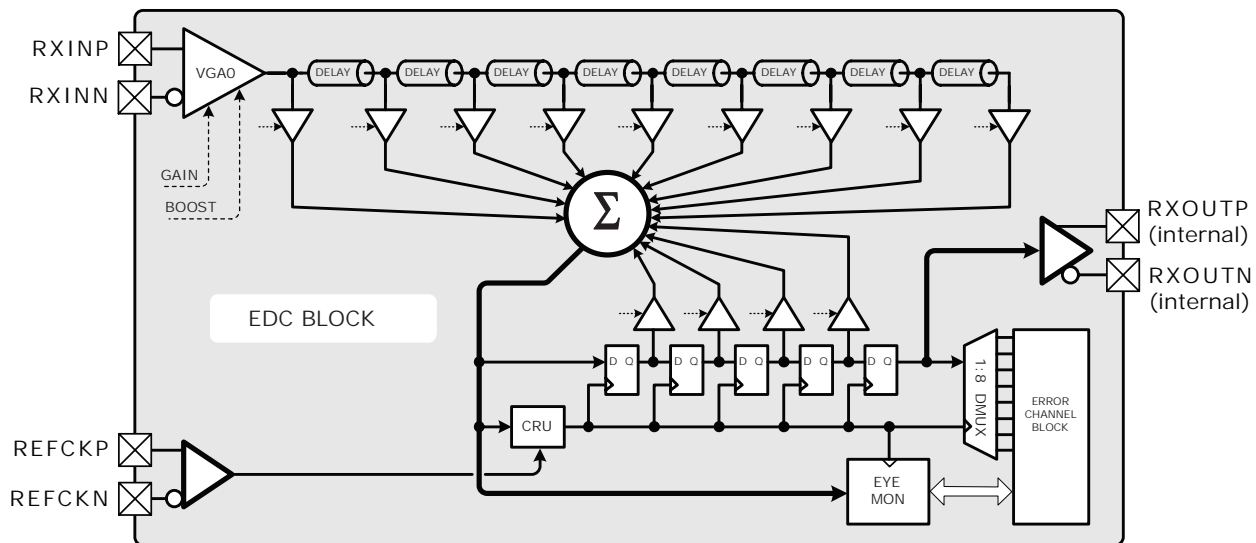 RXINP
RXINN
VGA0
DELAY DELAY DELAY DELAY DELAY DELAY DELAY DELAY
GAIN
BOOST
Σ
RXOUTP
(internal)
RXOUTN
(internal)
EDC BLOCK
D Q D Q D Q D Q D Q
1:8 DMUX
ERROR
CHANNEL
BLOCK
CRU
REFCKP
REFCKN
EYE
MON